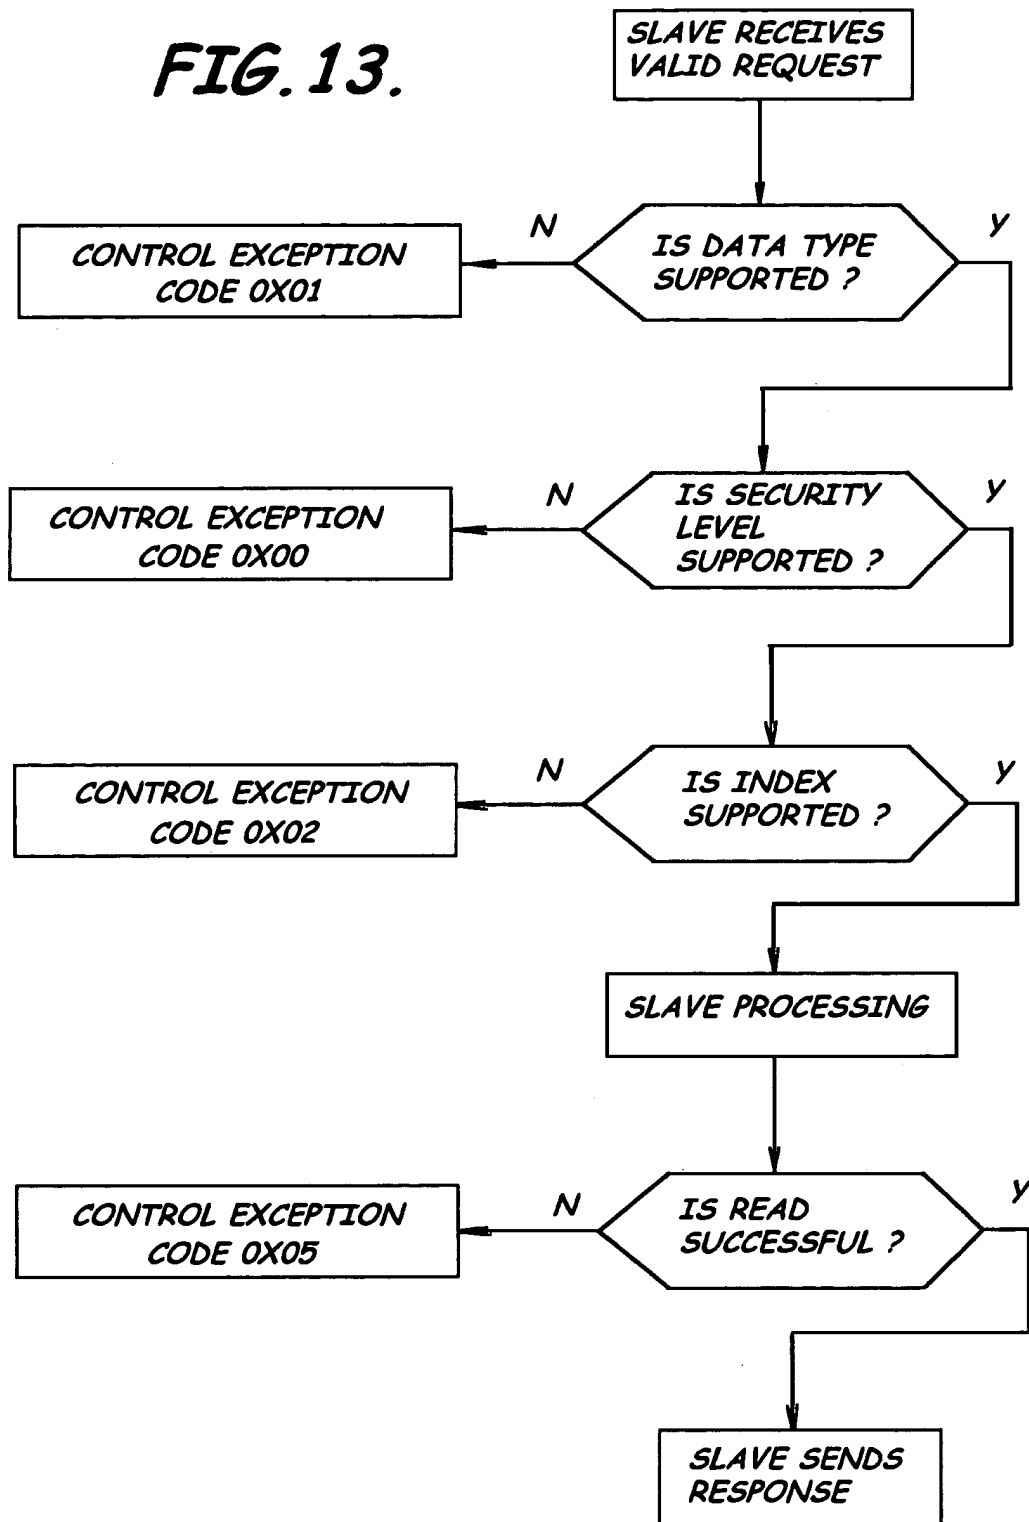 FIG. 13.
SLAVE RECEIVES
VALID REQUEST
IS DATA TYPE
SUPPORTED ?
N
Y
CONTROL EXCEPTION
CODE 0X01
IS SECURITY
LEVEL
SUPPORTED ?
N
Y
CONTROL EXCEPTION
CODE 0X00
IS INDEX
SUPPORTED ?
N
Y
CONTROL EXCEPTION
CODE 0X02
SLAVE PROCESSING
IS READ
SUCCESSFUL ?
N
Y
CONTROL EXCEPTION
CODE 0X05
SLAVE SENDS
RESPONSE